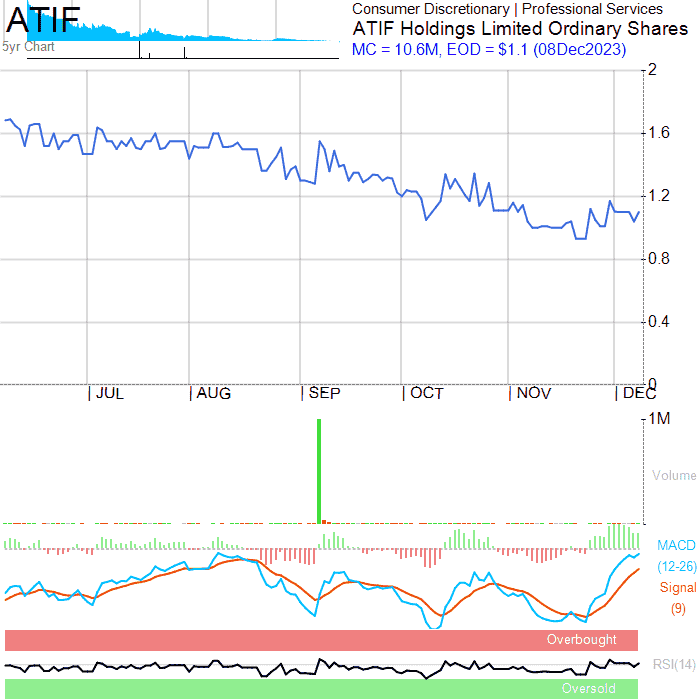 ATIF
5yr Chart
Consumer Discretionary | Professional Services
ATIF Holdings Limited Ordinary Shares
MC = 10.6M, EOD = $1.1 (08Dec2023)
2
1.6
1.2
0.8
0.4
0
JUL AUG SEP OCT NOV DEC
1M
Volume
MACD
(12-26)
Signal
(9)
Overbought
RSI(14)
Oversold